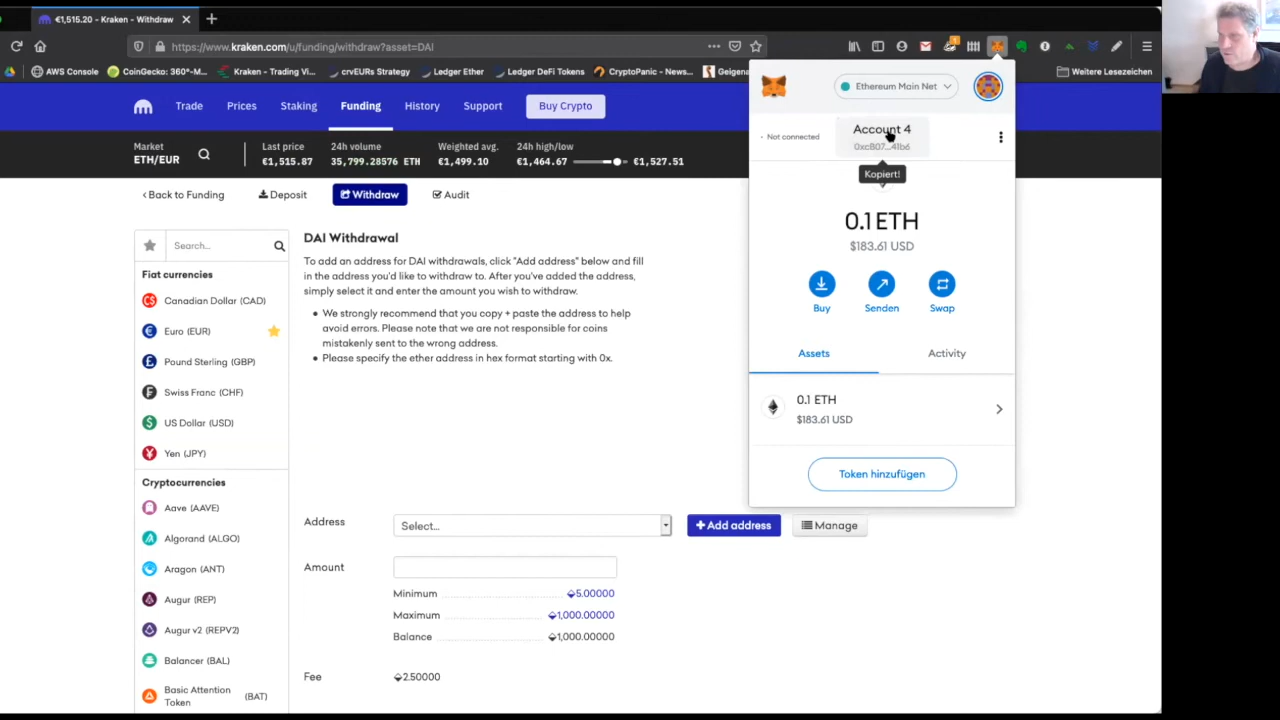 €1,515.20 - Kraken - Withdraw
https://www.kraken.com/u/funding/withdraw?asset=DAI
AWS Console
CoinGecko: 360°-M...
Kraken - Trading Vi...
crvEURs Strategy
Ledger Ether
Ledger DeFi Tokens
CryptoPanic - News...
Geigena
Weitere Lesezeichen
Trade
Prices
Staking
Funding
History
Support
Buy Crypto
Market
ETH/EUR
Last price
€1,515.87
24h volume
35,799.28576 ETH
Weighted avg.
€1,499.10
24h high/low
€1,464.67
€1,527.51
Back to Funding
Deposit
Withdraw
Audit
Search...
Fiat currencies
Canadian Dollar (CAD)
Euro (EUR)
Pound Sterling (GBP)
Swiss Franc (CHF)
US Dollar (USD)
Yen (JPY)
Cryptocurrencies
Aave (AAVE)
Algorand (ALGO)
Aragon (ANT)
Augur (REP)
Augur v2 (REPV2)
Balancer (BAL)
Basic Attention
Token
(BAT)
DAI Withdrawal
To add an address for DAI withdrawals, click "Add address" below and fill
in the address you'd like to withdraw to. After you've added the address,
simply select it and enter the amount you wish to withdraw.
• We strongly recommend that you copy + paste the address to help
avoid errors. Please note that we are not responsible for coins
mistakenly sent to the wrong address.
• Please specify the ether address in hex format starting with 0x.
Address
Select...
Add address
Manage
Amount
Minimum
5.00000
Maximum
1,000.00000
Balance
1,000.00000
Fee
2.50000
Ethereum Main Net
Not connected
Account 4
0xcB07...41b6
Kopiert!
0.1 ETH
$183.61 USD
Buy
Senden
Swap
Assets
Activity
0.1 ETH
$183.61 USD
Token hinzufügen